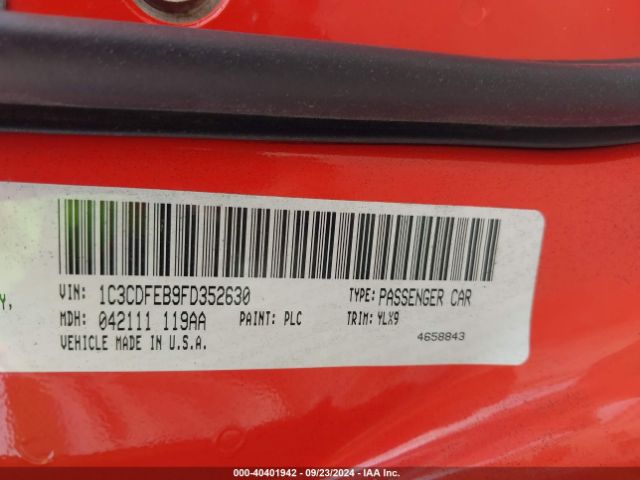 Y,
VIN: 1C3CDFEB9FD352630 TYPE: PASSENGER CAR
MDH: 042111 119AA PAINT: PLC TRIM: YLX9
VEHICLE MADE IN U.S.A. 4658843
000-40401942 - 09/23/2024 - IAA Inc.